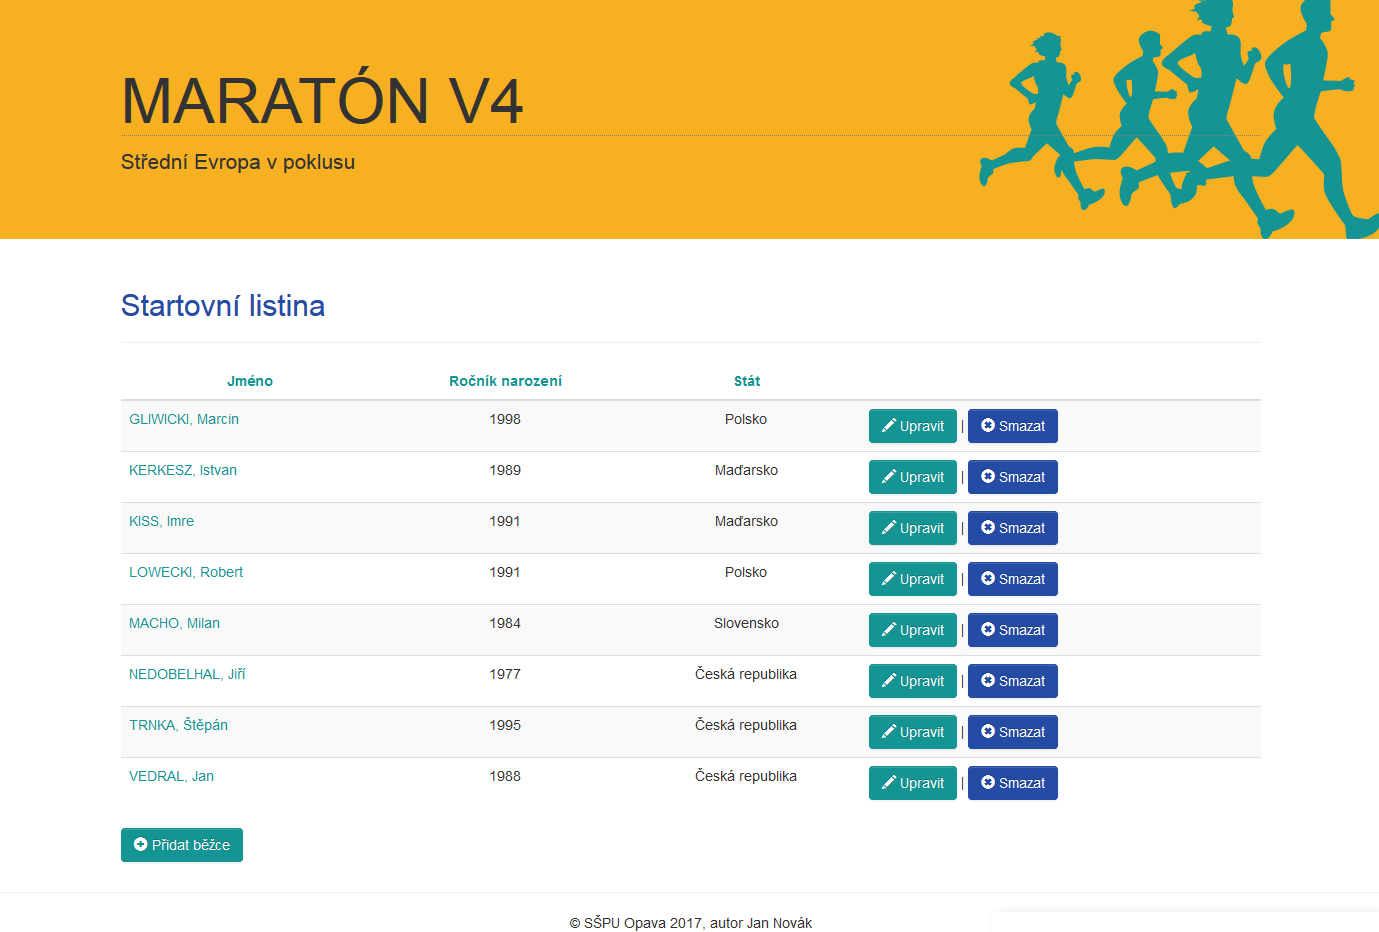 MARATÓN V4
Střední Evropa v poklusu
Startovní listina
Jméno Ročník narození Stát
GLIWICKI, Marcin 1998 Polsko Upravit | Smazat
KERKESZ, Istvan 1989 Maďarsko Upravit | Smazat
KISS, Imre 1991 Maďarsko Upravit | Smazat
LOWECKI, Robert 1991 Polsko Upravit | Smazat
MACHO, Milan 1984 Slovensko Upravit | Smazat
NEDOBELHAL, Jiří 1977 Česká republika Upravit | Smazat
TRNKA, Štěpán 1995 Česká republika Upravit | Smazat
VEDRAL, Jan 1988 Česká republika Upravit | Smazat
Přidat běžce
© SŠPU Opava 2017, autor Jan Novák